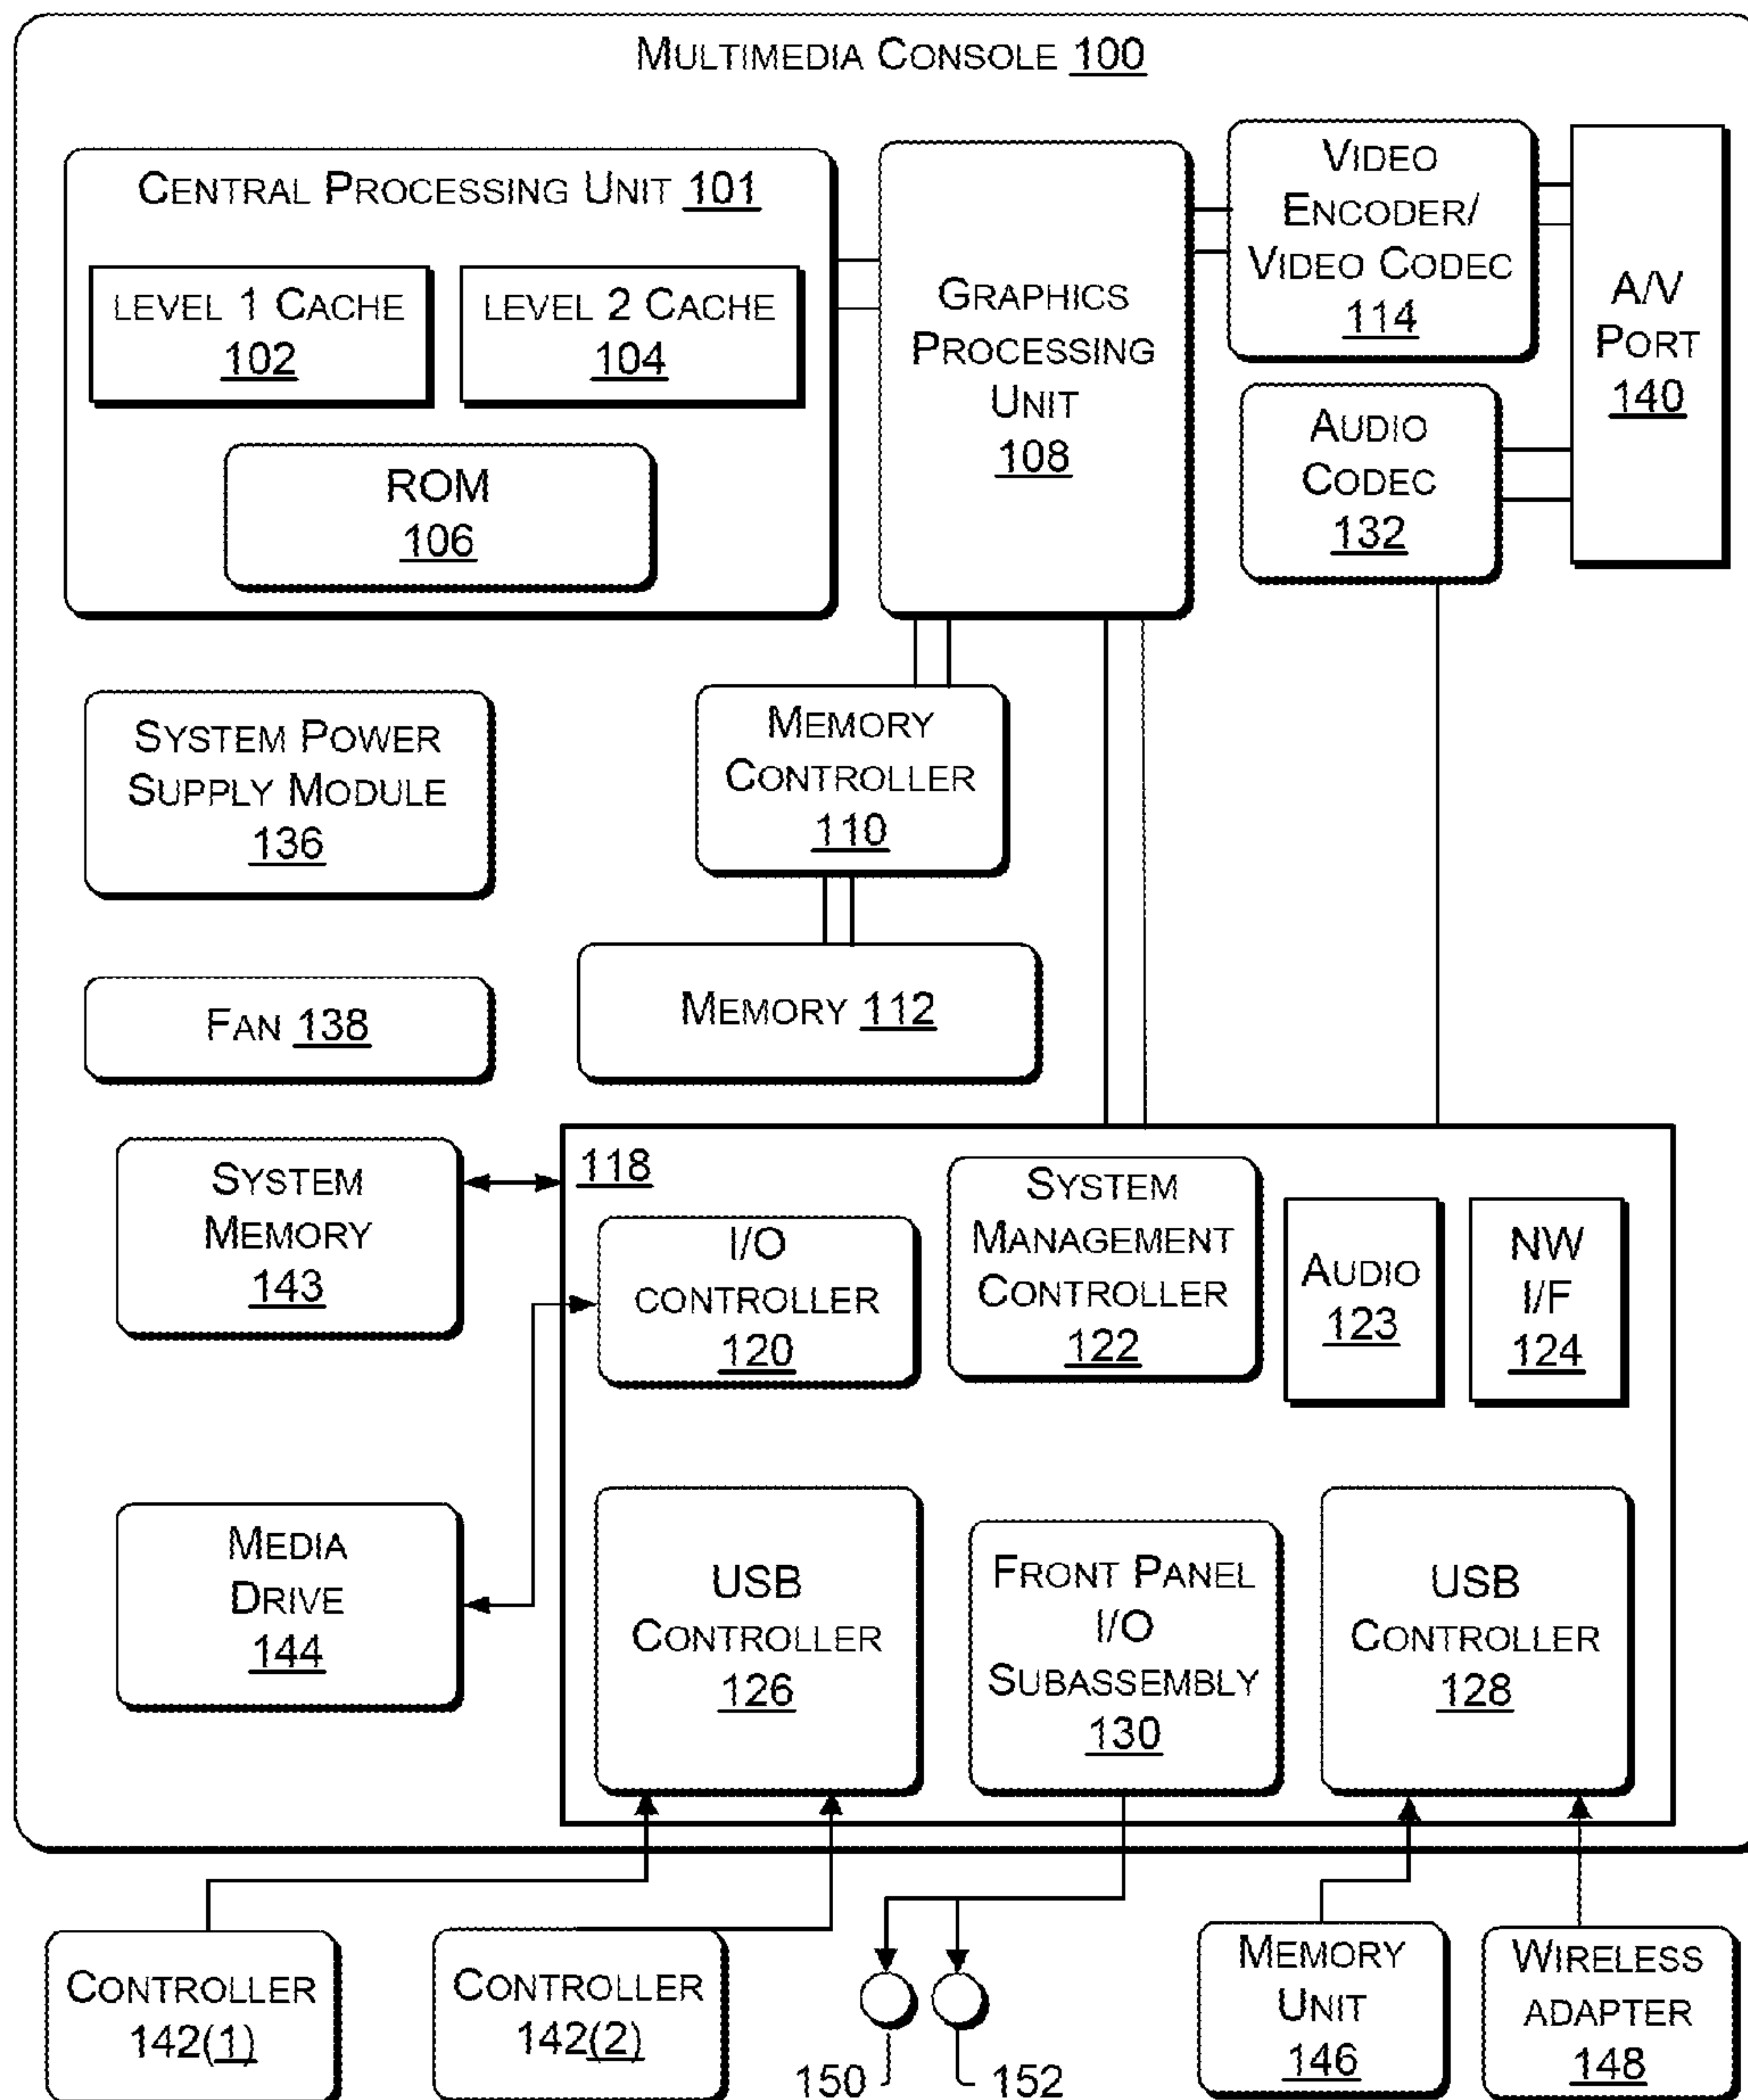 MULTIMEDIA CONSOLE 100
CENTRAL PROCESSING UNIT 101
LEVEL 1 CACHE
102
LEVEL 2 CACHE
104
ROM
106
GRAPHICS
PROCESSING
UNIT
108
VIDEO
ENCODER/
VIDEO CODEC
114
A/V
PORT
140
AUDIO
CODEC
132
SYSTEM POWER
SUPPLY MODULE
136
MEMORY
CONTROLLER
110
FAN 138
MEMORY 112
SYSTEM
MEMORY
143
118
I/O
CONTROLLER
120
SYSTEM
MANAGEMENT
CONTROLLER
122
AUDIO
123
NW
I/F
124
MEDIA
DRIVE
144
USB
CONTROLLER
126
FRONT PANEL
I/O
SUBASSEMBLY
130
USB
CONTROLLER
128
CONTROLLER
142(1)
CONTROLLER
142(2)
150
152
MEMORY
UNIT
146
WIRELESS
ADAPTER
148